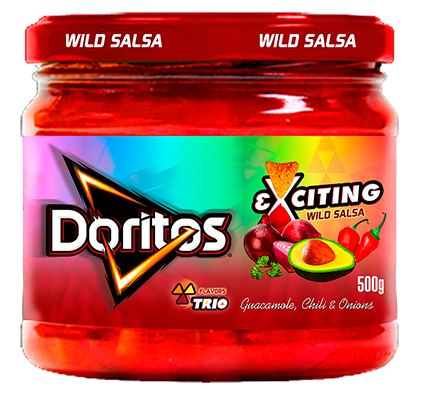 WILD SALSA WILD SALSA
Doritos
EXCITING
WILD SALSA
500g
FLAVORS
TRIO
Guacamole, Chili & Onions